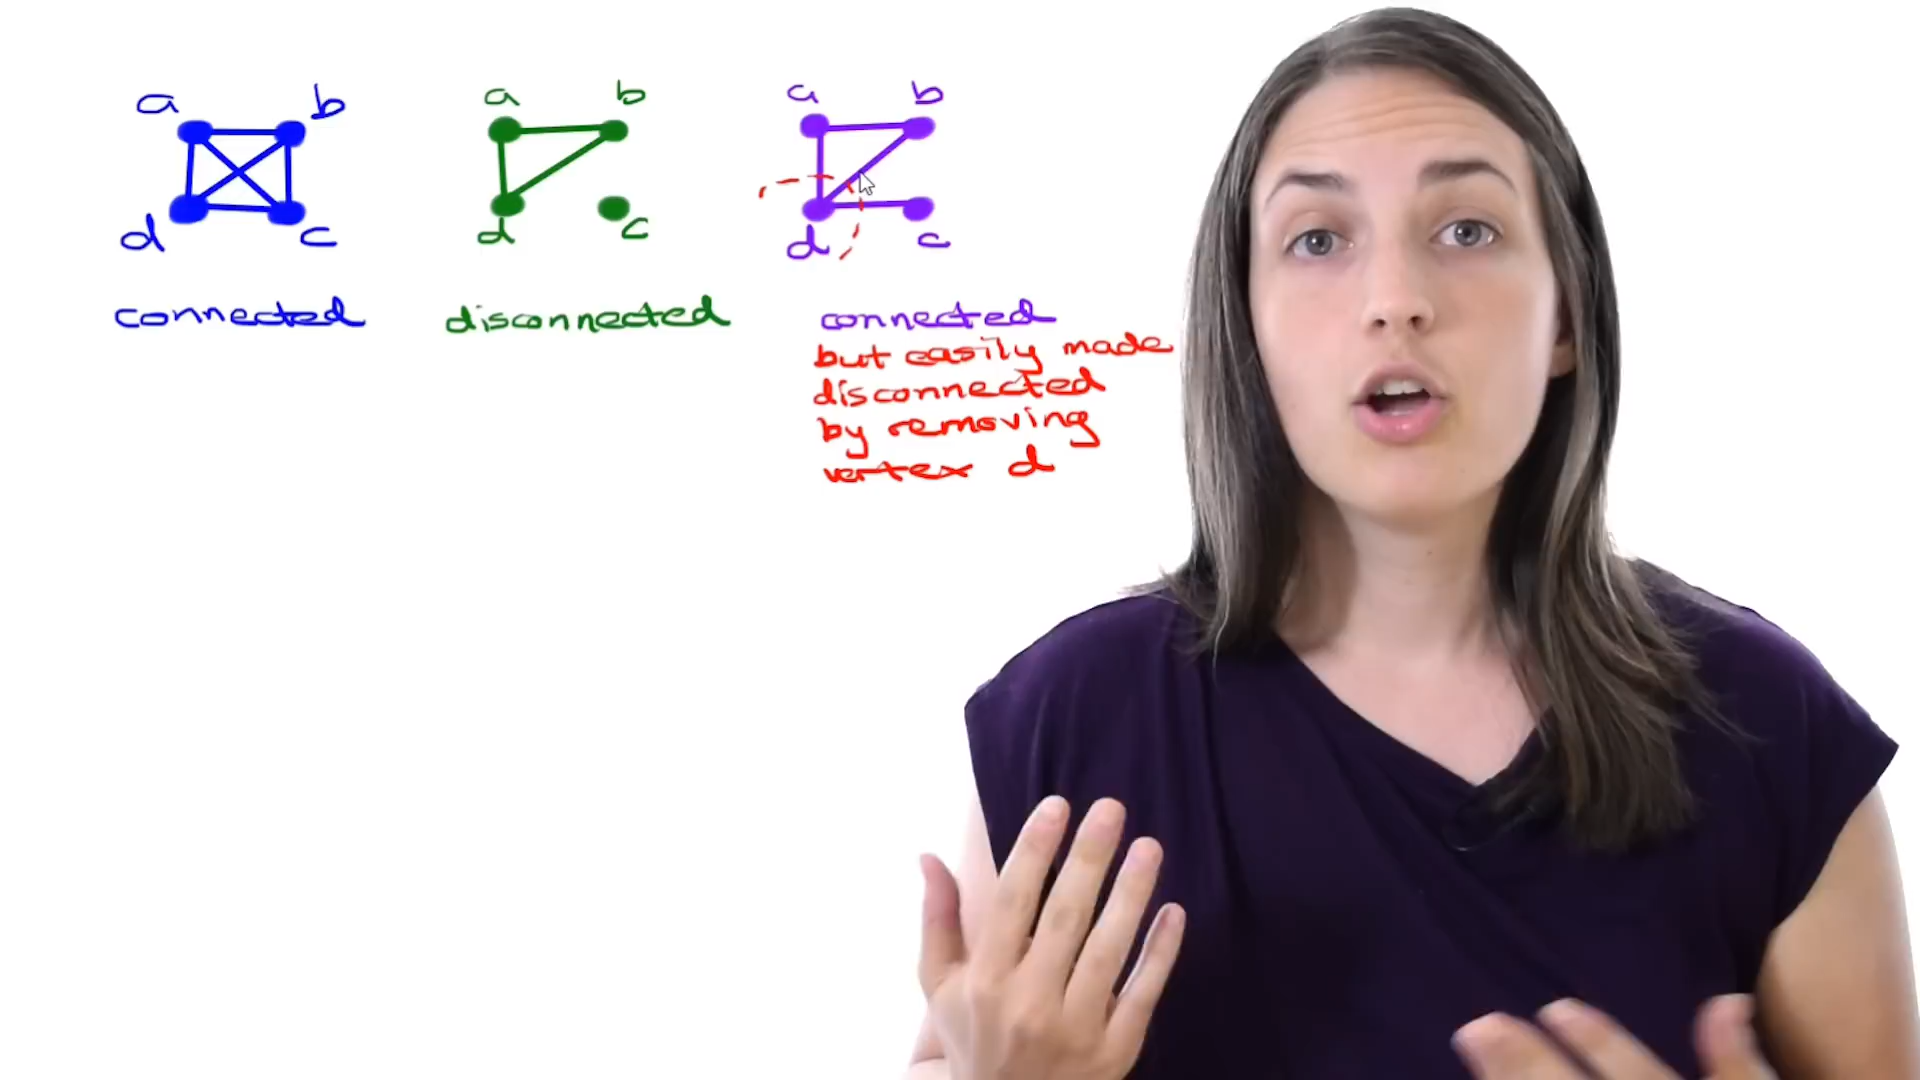 a b
d c
connected
a b
d c
disconnected
a b
d c
connected
but easily made
disconnected
by removing
vertex d